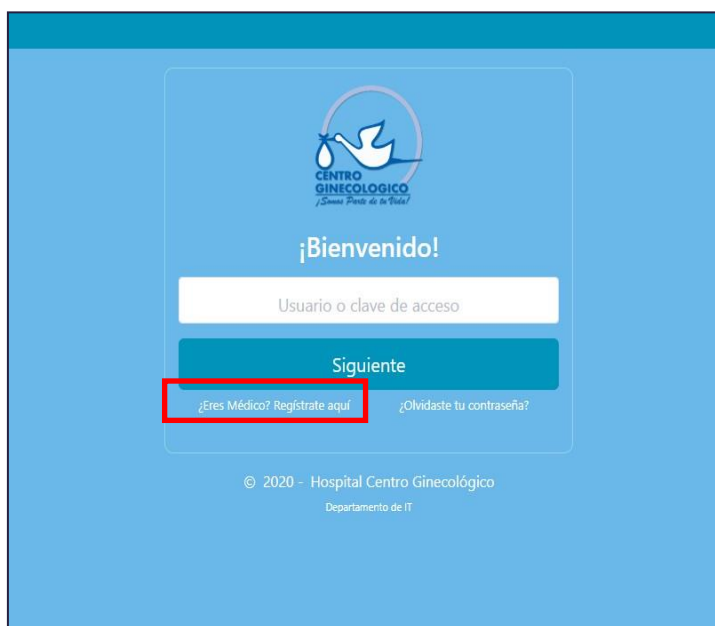 CENTRO
GINECOLOGICO
¡Somos Parte de tu Vida!
¡Bienvenido!
Usuario o clave de acceso
Siguiente
¿Eres Médico? Regístrate aquí
¿Olvidaste tu contraseña?
© 2020 - Hospital Centro Ginecológico
Departamento de IT